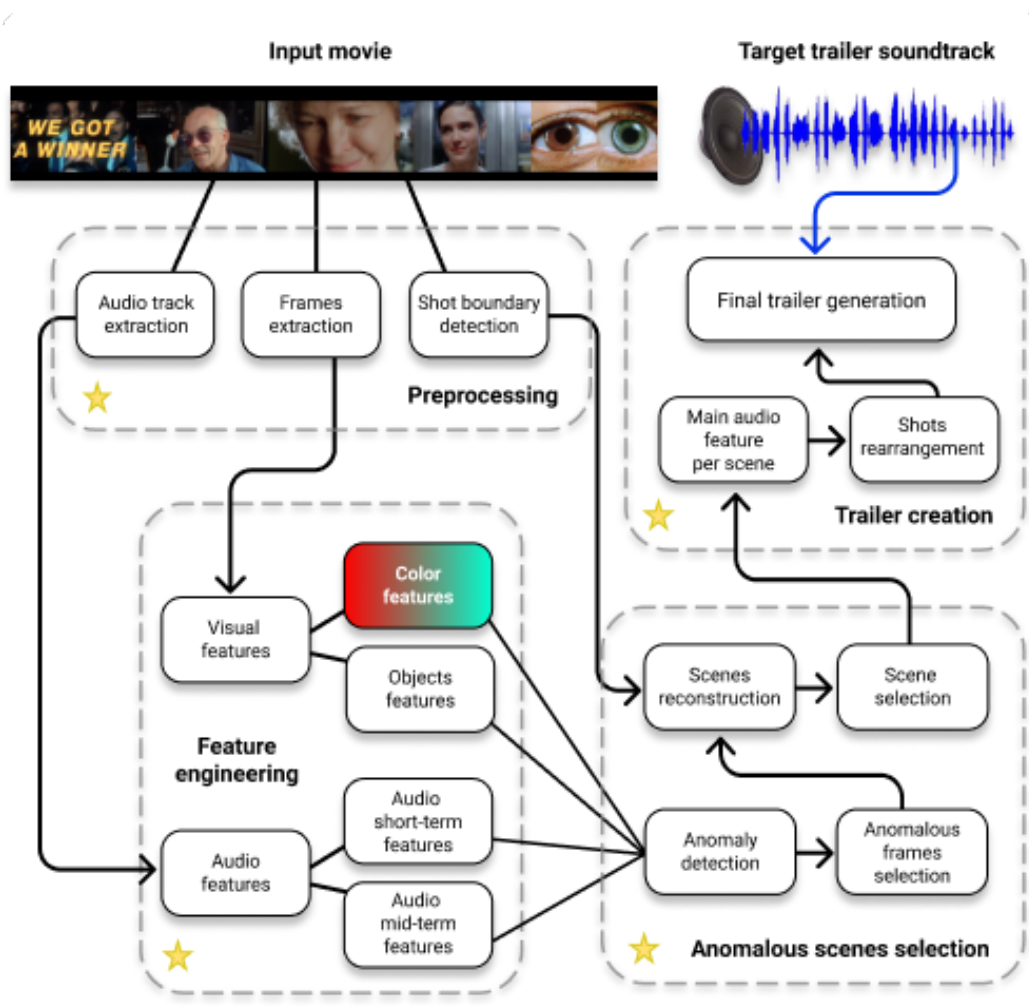 Input movie
Target trailer soundtrack
WE GOT
A WINNER
Audio track
extraction
Frames
extraction
Shot boundary
detection
Preprocessing
Final trailer generation
Main audio
feature
per scene
Shots
rearrangement
Trailer creation
Visual
features
Color
features
Objects
features
Feature
engineering
Audio
features
Audio
short-term
features
Audio
mid-term
features
Scenes
reconstruction
Scene
selection
Anomaly
detection
Anomalous
frames
selection
Anomalous scenes selection